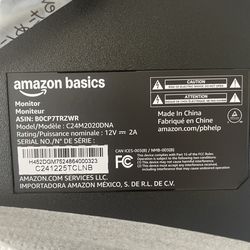 amazon basics
Monitor
Moniteur
ASIN: B0CP7TRZWR
Model/Modèle: C24M2020DNA
Rating/Puissance nominale : 12V⎓2A
SERIAL NO./N° DE SÉRIE :
H452DGM7524864000323
C241225TCLNB
AMAZON.COM SERVICES LLC.
IMPORTADORA AMAZON MÉXICO, S. DE R.L. DE C.V.
CAUTION
ATTENTION
Made In China
Fabriqué en Chine
amazon.com/pbhelp
CAN ICES-003(B) / NMB-003(B)
FC